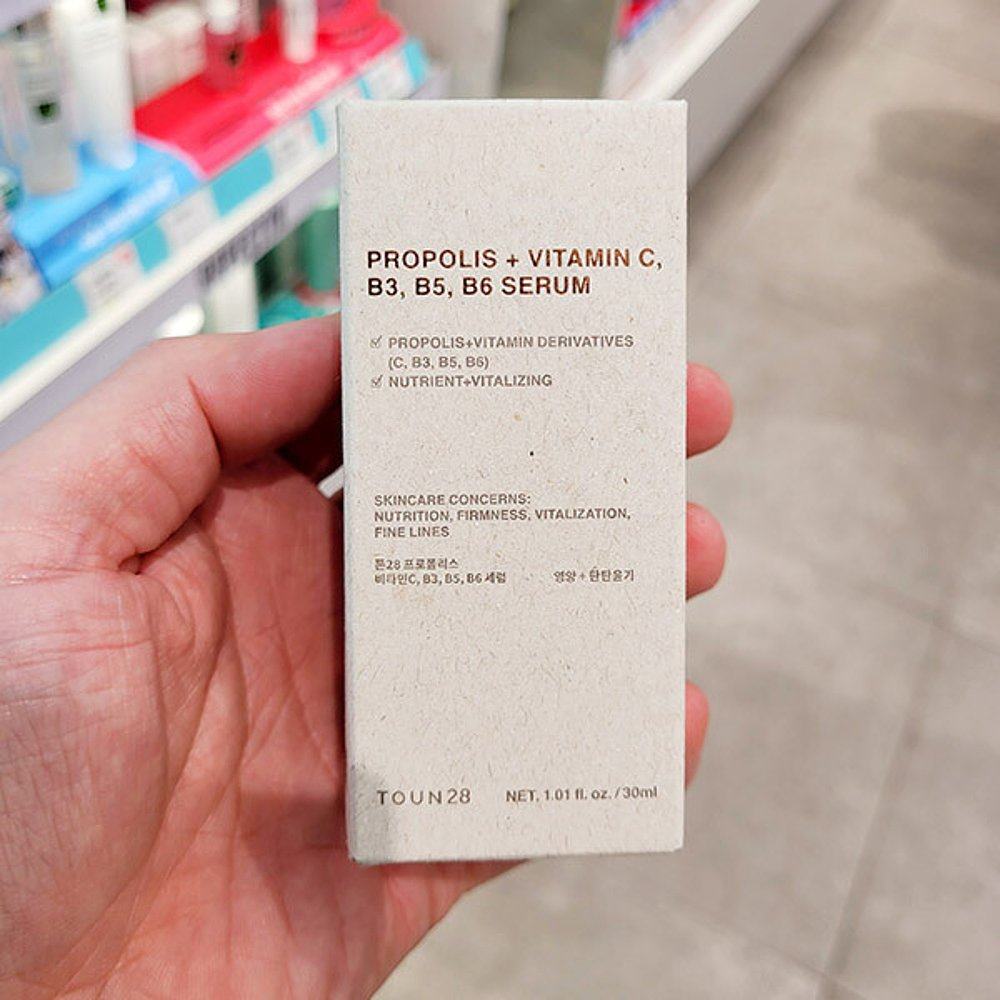 PROPOLIS + VITAMIN C,
B3, B5, B6 SERUM
PROPOLIS+VITAMIN DERIVATIVES
(C, B3, B5, B6)
NUTRIENT+VITALIZING
SKINCARE CONCERNS:
NUTRITION, FIRMNESS, VITALIZATION,
FINE LINES
톤28 프로폴리스
비타민C, B3, B5, B6 세럼 영양 + 탄탄윤기
TOUN28 NET. 1.01 fl. oz. / 30ml